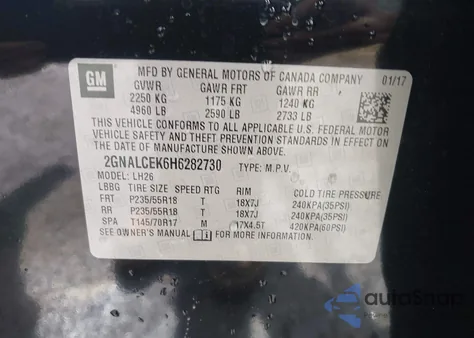 GM
MFD BY GENERAL MOTORS OF CANADA COMPANY 01/17
GVWR GAWR FRT GAWR RR
2250 KG 1175 KG 1240 KG
4960 LB 2590 LB 2733 LB
THIS VEHICLE CONFORMS TO ALL APPLICABLE U.S. FEDERAL MOTOR
VEHICLE SAFETY, BUMPER, AND THEFT PREVENTION STANDARDS IN EFFECT ON
THE DATE OF MANUFACTURE SHOWN ABOVE.
2GNALCEK6H6282730 TYPE: M.P.V.
MODEL: LH26
LBBG TIRE SIZE SPEED RTG RIM COLD TIRE PRESSURE
FRT P235/55R18 T 18X7J 240KPA(35PSI)
RR P235/55R18 T 18X7J 240KPA(35PSI)
SPA T145/70R17 M 17X4.5T 420KPA(60PSI)
SEE OWNER'S MANUAL FOR MORE INFORMATION.
autoSnap